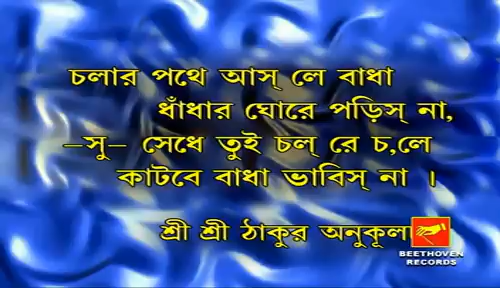 চলার পথে আস্ লে বাধা
ধাঁধার ঘোরে পড়িস্ না,
–সু– সেধে তুই চল্ রে চ,লে
কাটবে বাধা ভাবিস্ না ।
শ্রী শ্রী ঠাকুর অনুকূল
BEETHOVEN
RECORDS